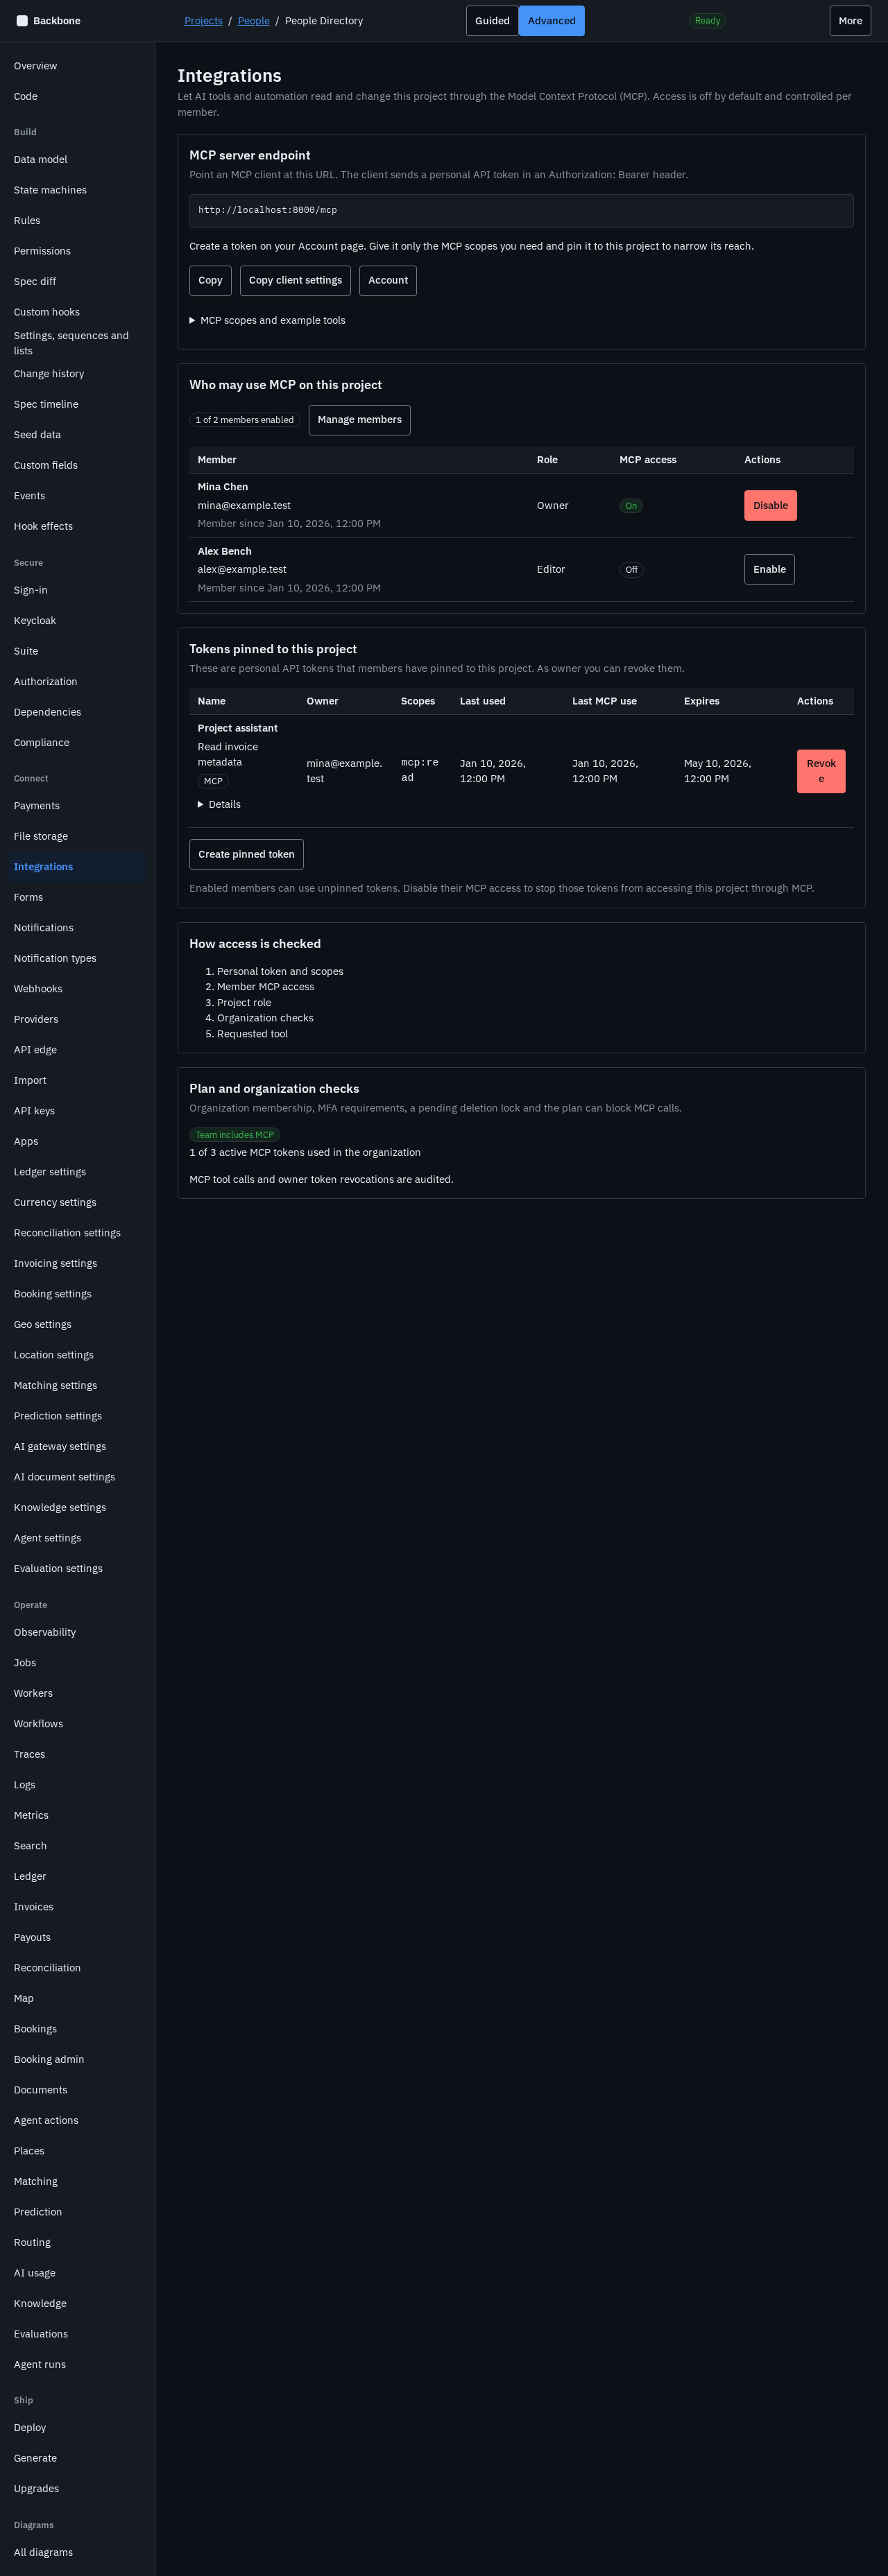 Backbone
Projects / People / People Directory
Guided
Advanced
Ready
More
Overview
Code
Build
Data model
State machines
Rules
Permissions
Spec diff
Custom hooks
Settings, sequences and
lists
Change history
Spec timeline
Seed data
Custom fields
Events
Hook effects
Secure
Sign-in
Keycloak
Suite
Authorization
Dependencies
Compliance
Connect
Payments
File storage
Integrations
Forms
Notifications
Notification types
Webhooks
Providers
API edge
Import
API keys
Apps
Ledger settings
Currency settings
Reconciliation settings
Invoicing settings
Booking settings
Geo settings
Location settings
Matching settings
Prediction settings
AI gateway settings
AI document settings
Knowledge settings
Agent settings
Evaluation settings
Operate
Observability
Jobs
Workers
Workflows
Traces
Logs
Metrics
Search
Ledger
Invoices
Payouts
Reconciliation
Map
Bookings
Booking admin
Documents
Agent actions
Places
Matching
Prediction
Routing
AI usage
Knowledge
Evaluations
Agent runs
Ship
Deploy
Generate
Upgrades
Diagrams
All diagrams
Integrations
Let AI tools and automation read and change this project through the Model Context Protocol (MCP). Access is off by default and controlled per
member.
MCP server endpoint
Point an MCP client at this URL. The client sends a personal API token in an Authorization: Bearer header.
http://localhost:8000/mcp
Create a token on your Account page. Give it only the MCP scopes you need and pin it to this project to narrow its reach.
Copy
Copy client settings
Account
MCP scopes and example tools
Who may use MCP on this project
1 of 2 members enabled
Manage members
Member Role MCP access Actions
Mina Chen
mina@example.test
Member since Jan 10, 2026, 12:00 PM
Owner
On
Disable
Alex Bench
alex@example.test
Member since Jan 10, 2026, 12:00 PM
Editor
Off
Enable
Tokens pinned to this project
These are personal API tokens that members have pinned to this project. As owner you can revoke them.
Name Owner Scopes Last used Last MCP use Expires Actions
Project assistant
Read invoice
metadata
MCP
Details
mina@example.
test
mcp:re
ad
Jan 10, 2026,
12:00 PM
Jan 10, 2026,
12:00 PM
May 10, 2026,
12:00 PM
Revok
e
Create pinned token
Enabled members can use unpinned tokens. Disable their MCP access to stop those tokens from accessing this project through MCP.
How access is checked
1. Personal token and scopes
2. Member MCP access
3. Project role
4. Organization checks
5. Requested tool
Plan and organization checks
Organization membership, MFA requirements, a pending deletion lock and the plan can block MCP calls.
Team includes MCP
1 of 3 active MCP tokens used in the organization
MCP tool calls and owner token revocations are audited.